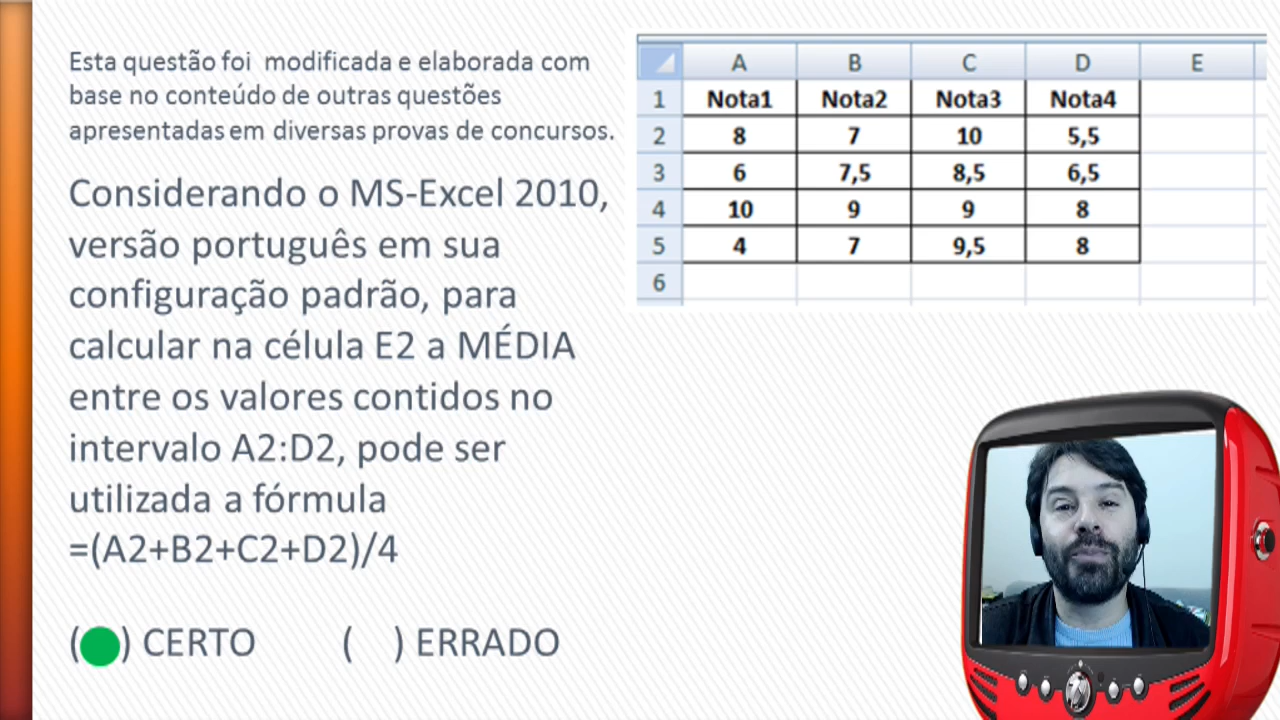 Esta questão foi modificada e elaborada com
base no conteúdo de outras questões
apresentadas em diversas provas de concursos.
Considerando o MS-Excel 2010,
versão português em sua
configuração padrão, para
calcular na célula E2 a MÉDIA
entre os valores contidos no
intervalo A2:D2, pode ser
utilizada a fórmula
=(A2+B2+C2+D2)/4
( ) CERTO ( ) ERRADO
A B C D E
1 Nota1 Nota2 Nota3 Nota4
2 8 7 10 5,5
3 6 7,5 8,5 6,5
4 10 9 9 8
5 4 7 9,5 8
6